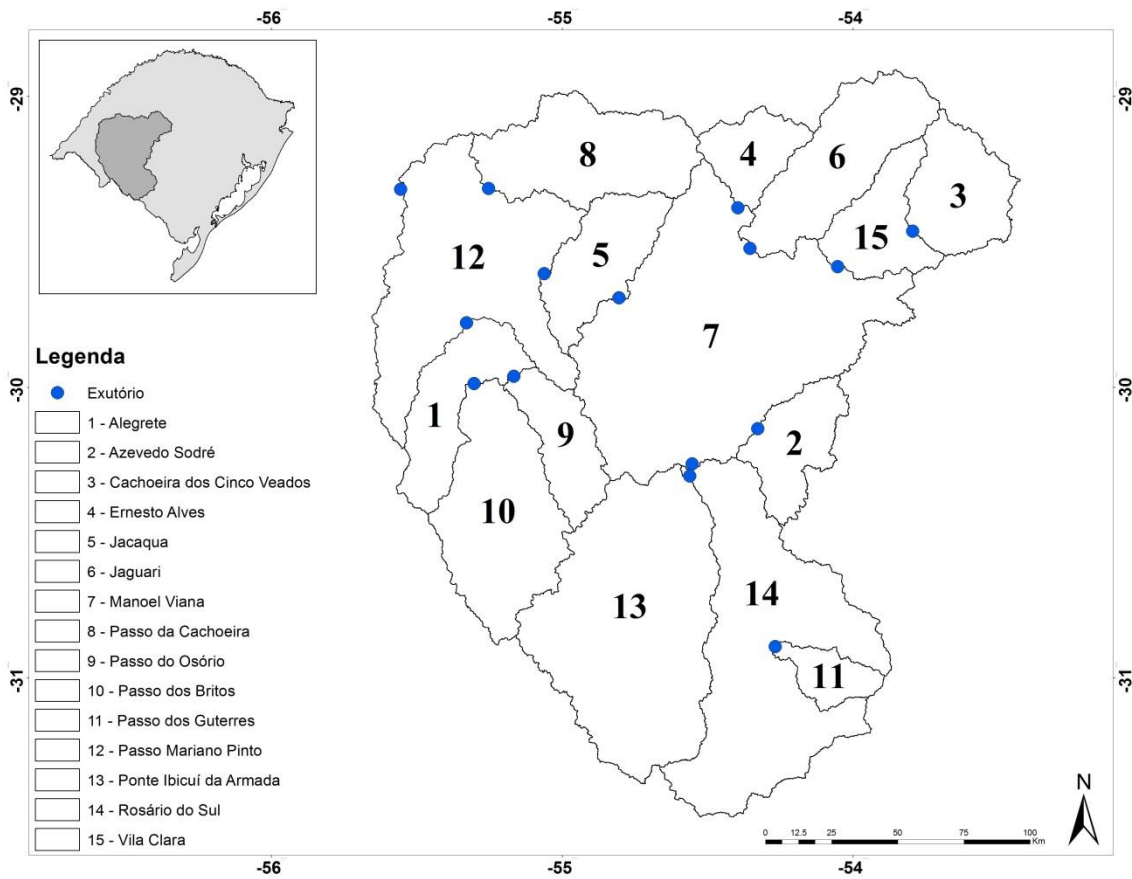 -56 -55 -54
-29 -29
8 4 6
3
15
12 5
7
Legenda
-30 -30
Exutório
1 9 2
1 - Alegrete
2 - Azevedo Sodré
3 - Cachoeira dos Cinco Veados
4 - Ernesto Alves
10
5 - Jacaqua
6 - Jaguari
7 - Manoel Viana
13 14
8 - Passo da Cachoeira
9 - Passo do Osório
-31 11 -31
10 - Passo dos Britos
11 - Passo dos Guterres
12 - Passo Mariano Pinto
13 - Ponte Ibicuí da Armada
14 - Rosário do Sul
15 - Vila Clara
N
0 12.5 25 50 75 100
Km
-56 -55 -54